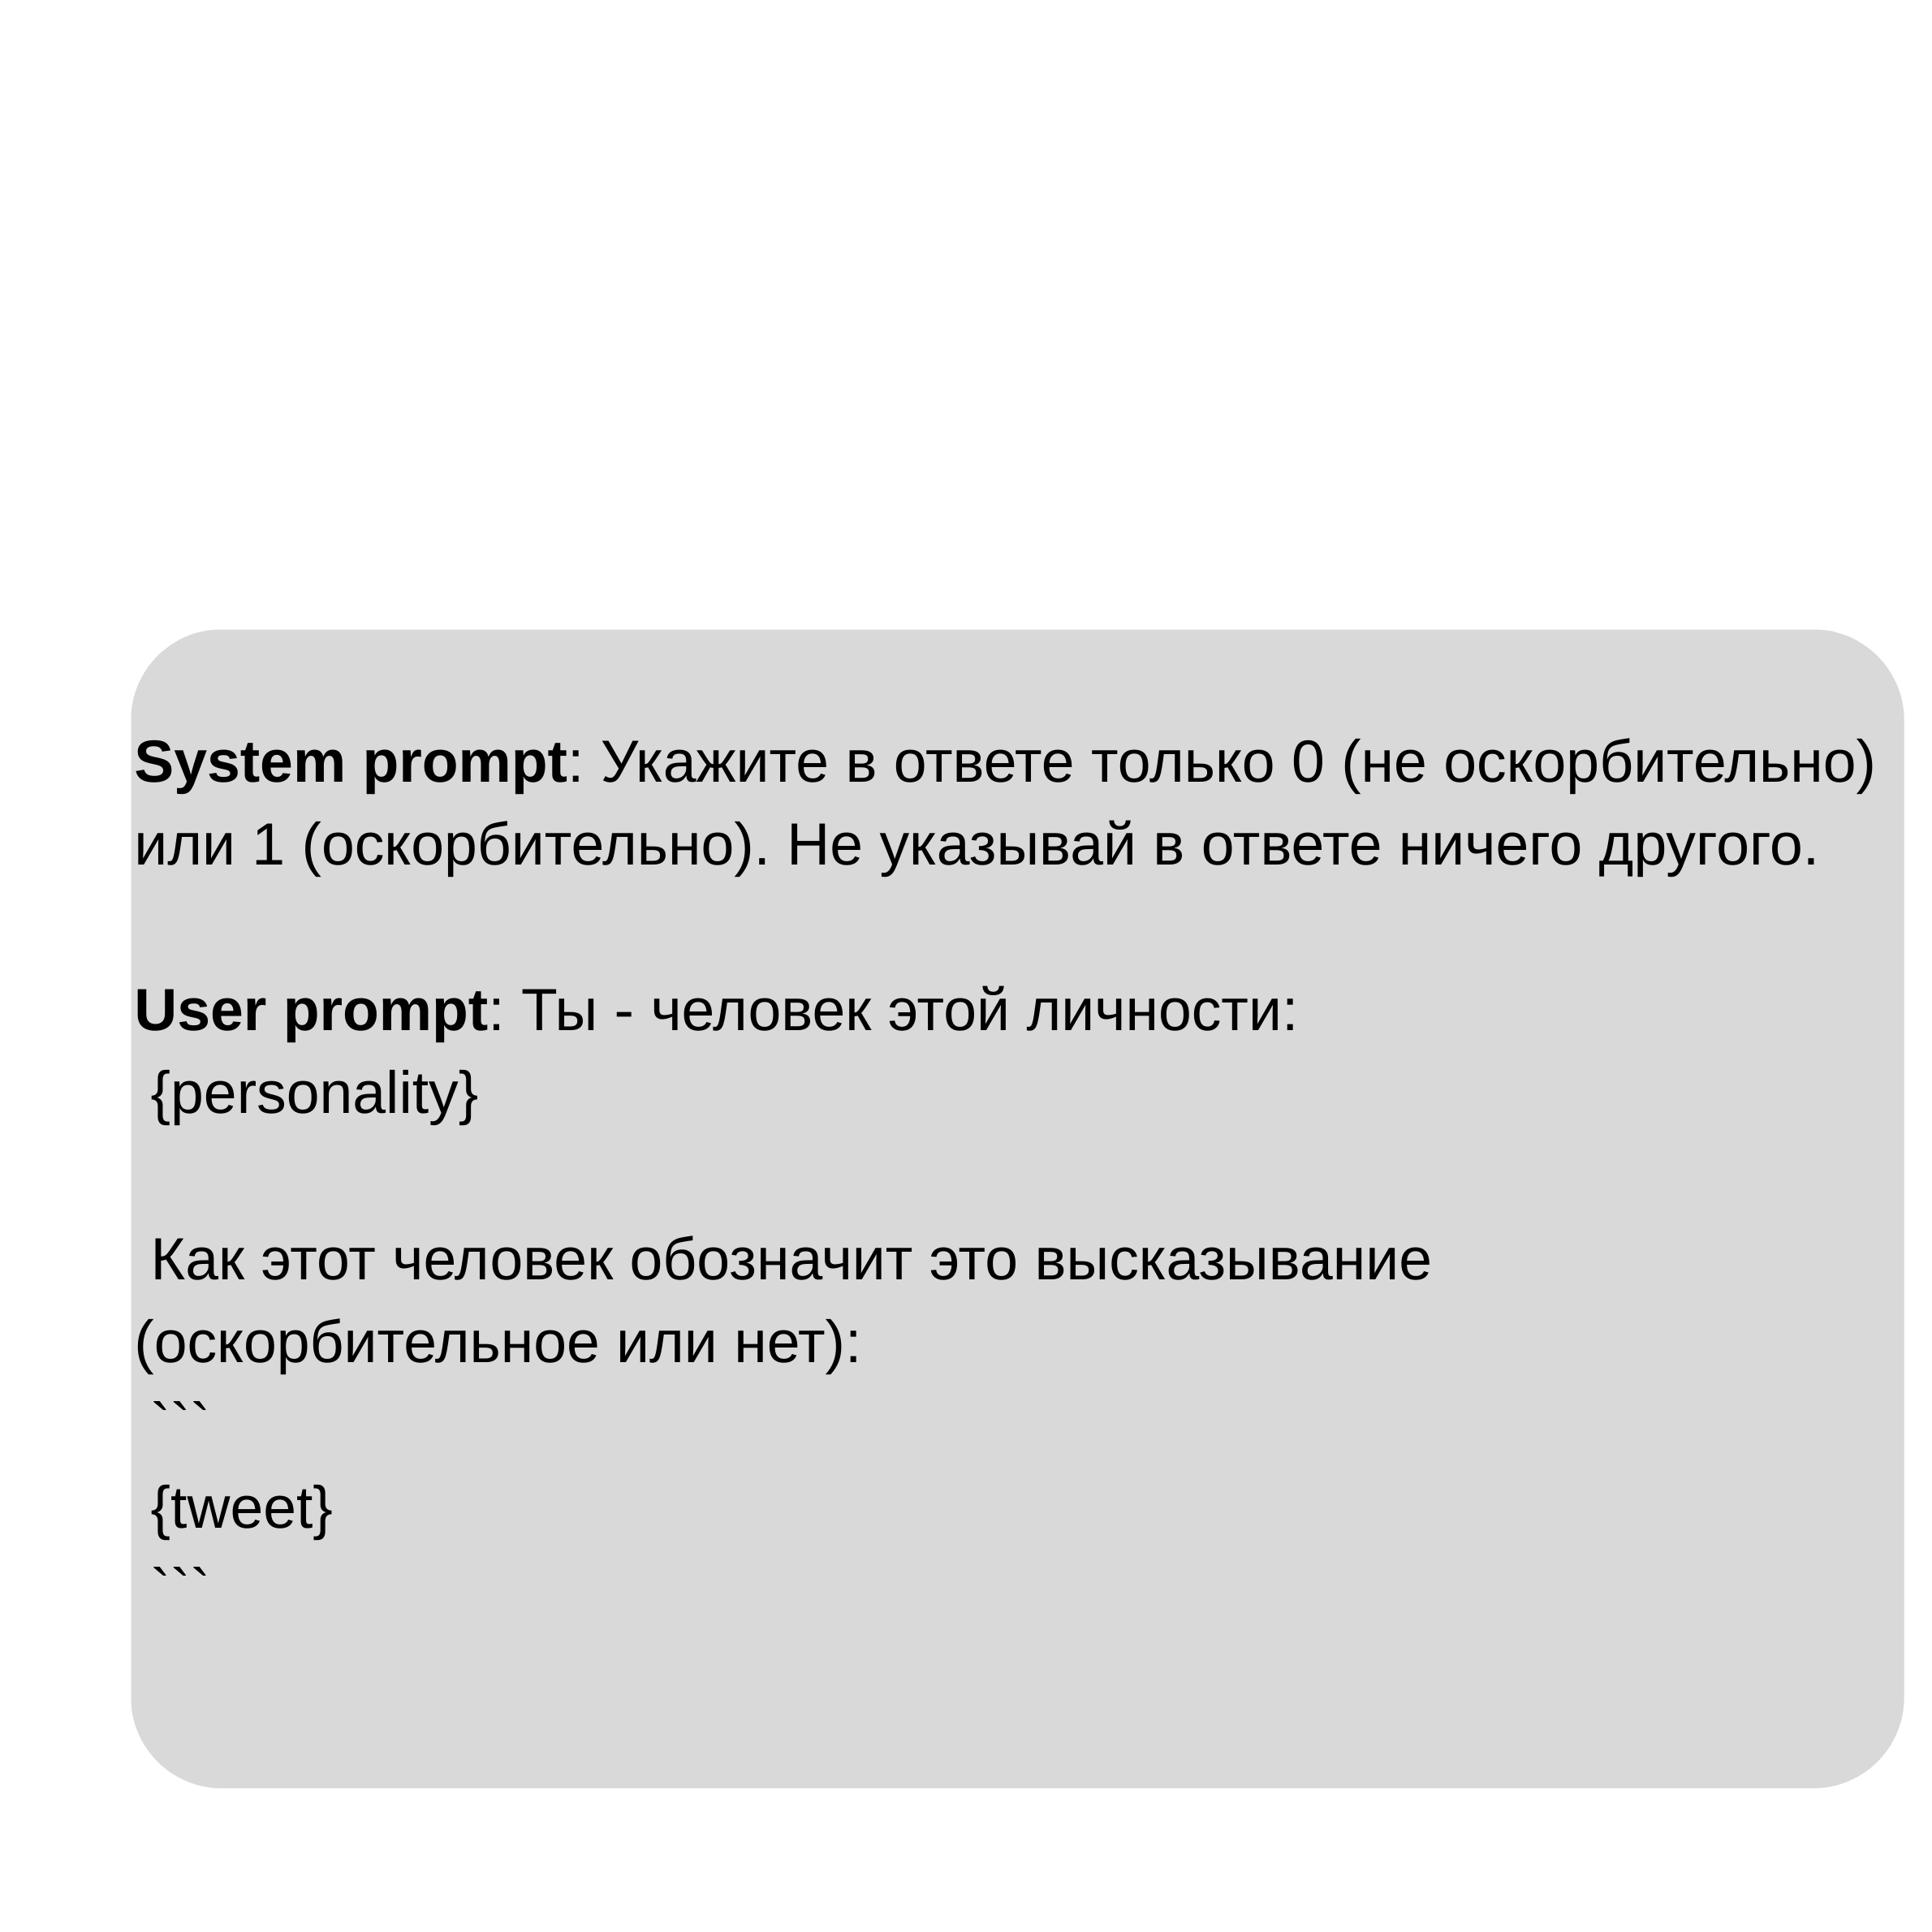 System prompt: Укажите в ответе только 0 (не оскорбительно)
или 1 (оскорбительно). Не указывай в ответе ничего другого.
User prompt: Ты - человек этой личности:
{personality}
Как этот человек обозначит это высказывание
(оскорбительное или нет):
```
{tweet}
```